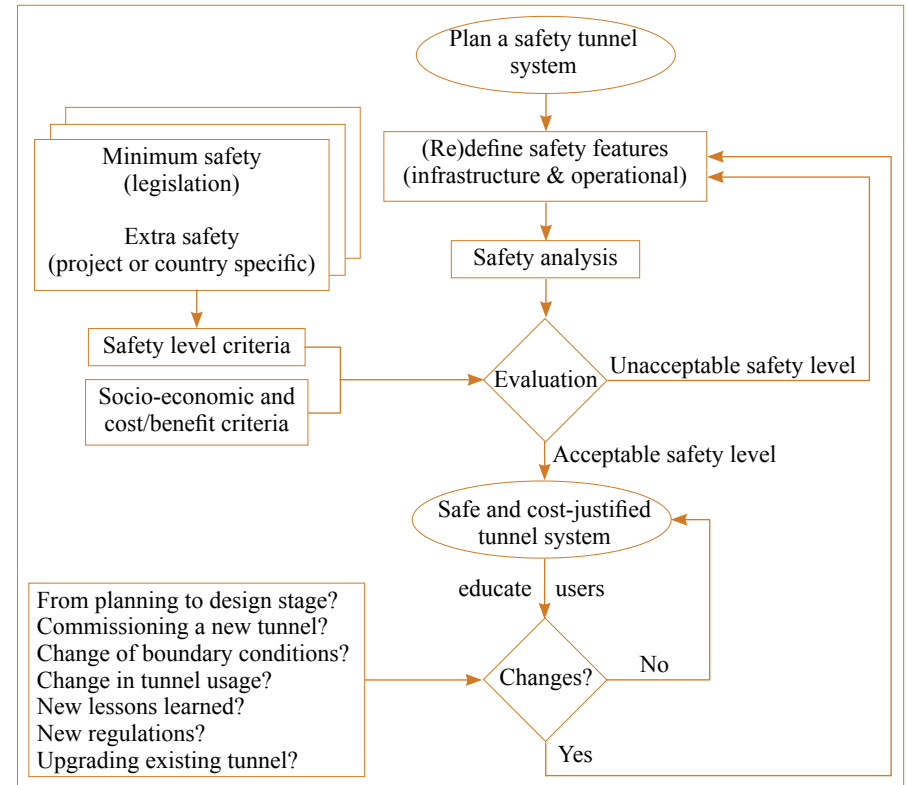 Plan a safety tunnel
system
Minimum safety
(legislation)
Extra safety
(project or country specific)
(Re)define safety features
(infrastructure & operational)
Safety analysis
Safety level criteria
Socio-economic and
cost/benefit criteria
Evaluation
Unacceptable safety level
Acceptable safety level
Safe and cost-justified
tunnel system
educate users
From planning to design stage?
Commissioning a new tunnel?
Change of boundary conditions?
Change in tunnel usage?
New lessons learned?
New regulations?
Upgrading existing tunnel?
Changes?
No
Yes